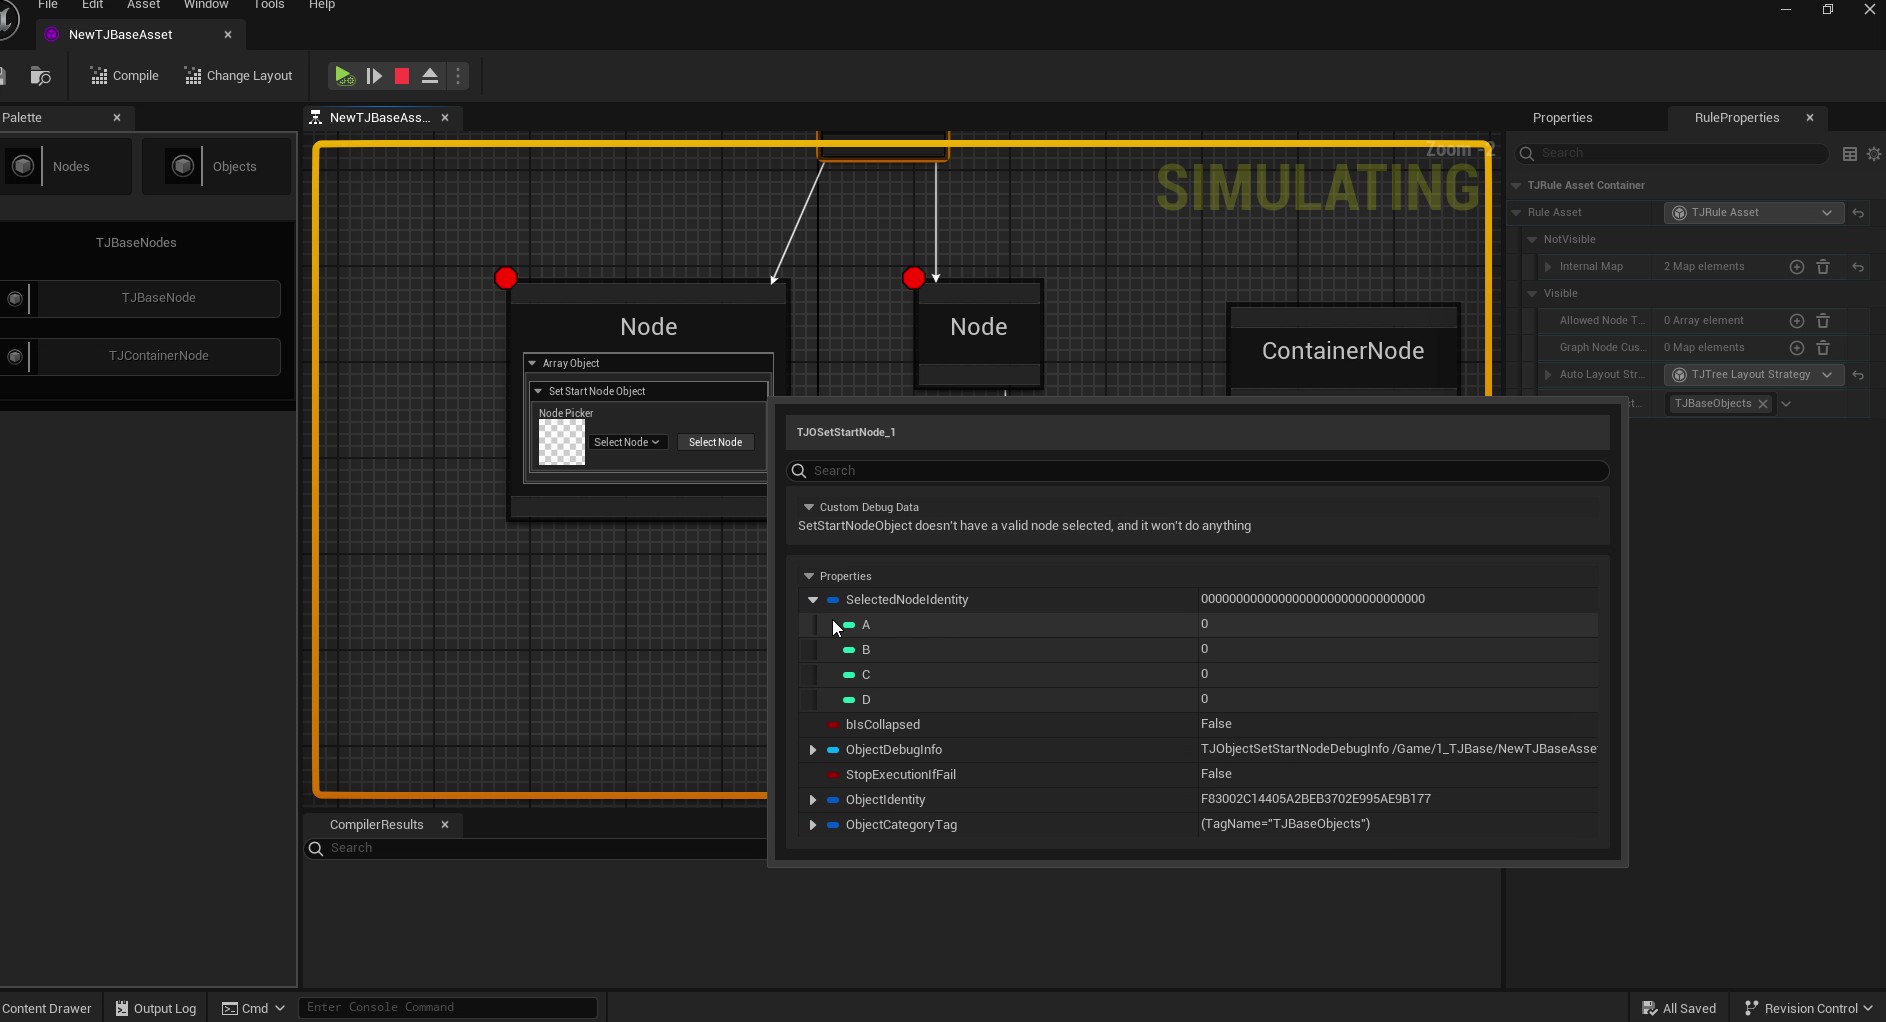 File Edit Asset Window Tools Help
NewTJBaseAsset
Compile Change Layout
Palette
NewTJBaseAss...
Properties RuleProperties
Nodes Objects
Zoom -2
SIMULATING
Search
TJBaseNodes
TJBaseNode
TJContainerNode
TJRule Asset Container
Rule Asset TJRule Asset
NotVisible
Internal Map 2 Map elements
Visible
Allowed Node T... 0 Array element
Graph Node Cus... 0 Map elements
Auto Layout Str... TJTree Layout Strategy
TJBaseObjects
Node
Node
ContainerNode
Array Object
Set Start Node Object
Node Picker
Select Node Select Node
TJOSetStartNode_1
Search
Custom Debug Data
SetStartNodeObject doesn't have a valid node selected, and it won't do anything
Properties
SelectedNodeIdentity 00000000000000000000000000000000
A 0
B 0
C 0
D 0
bIsCollapsed False
ObjectDebugInfo TJObjectSetStartNodeDebugInfo /Game/1_TJBase/NewTJBaseAsse
StopExecutionIfFail False
ObjectIdentity F83002C14405A2BEB3702E995AE9B177
ObjectCategoryTag (TagName="TJBaseObjects")
CompilerResults
Search
Content Drawer Output Log Cmd Enter Console Command All Saved Revision Control